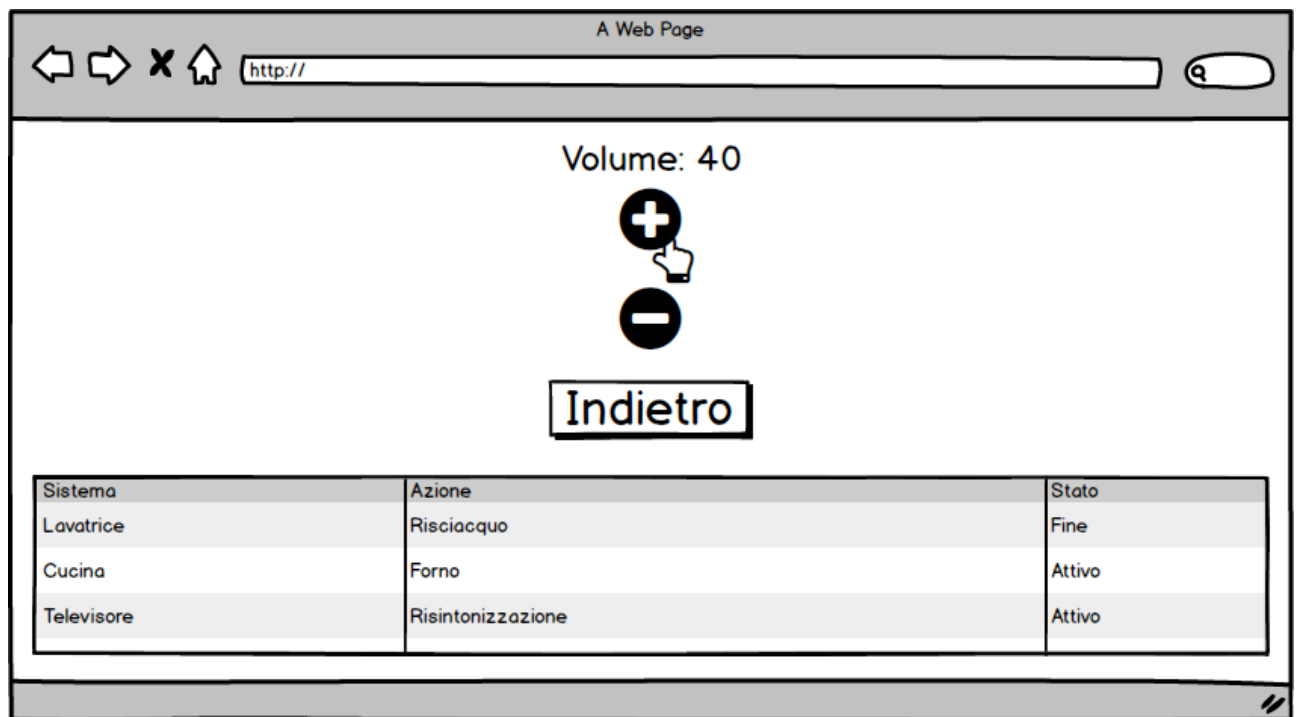 A Web Page
http://
Volume: 40
Indietro
Sistema Azione Stato
Lavatrice Risciacquo Fine
Cucina Forno Attivo
Televisore Risintonizzazione Attivo